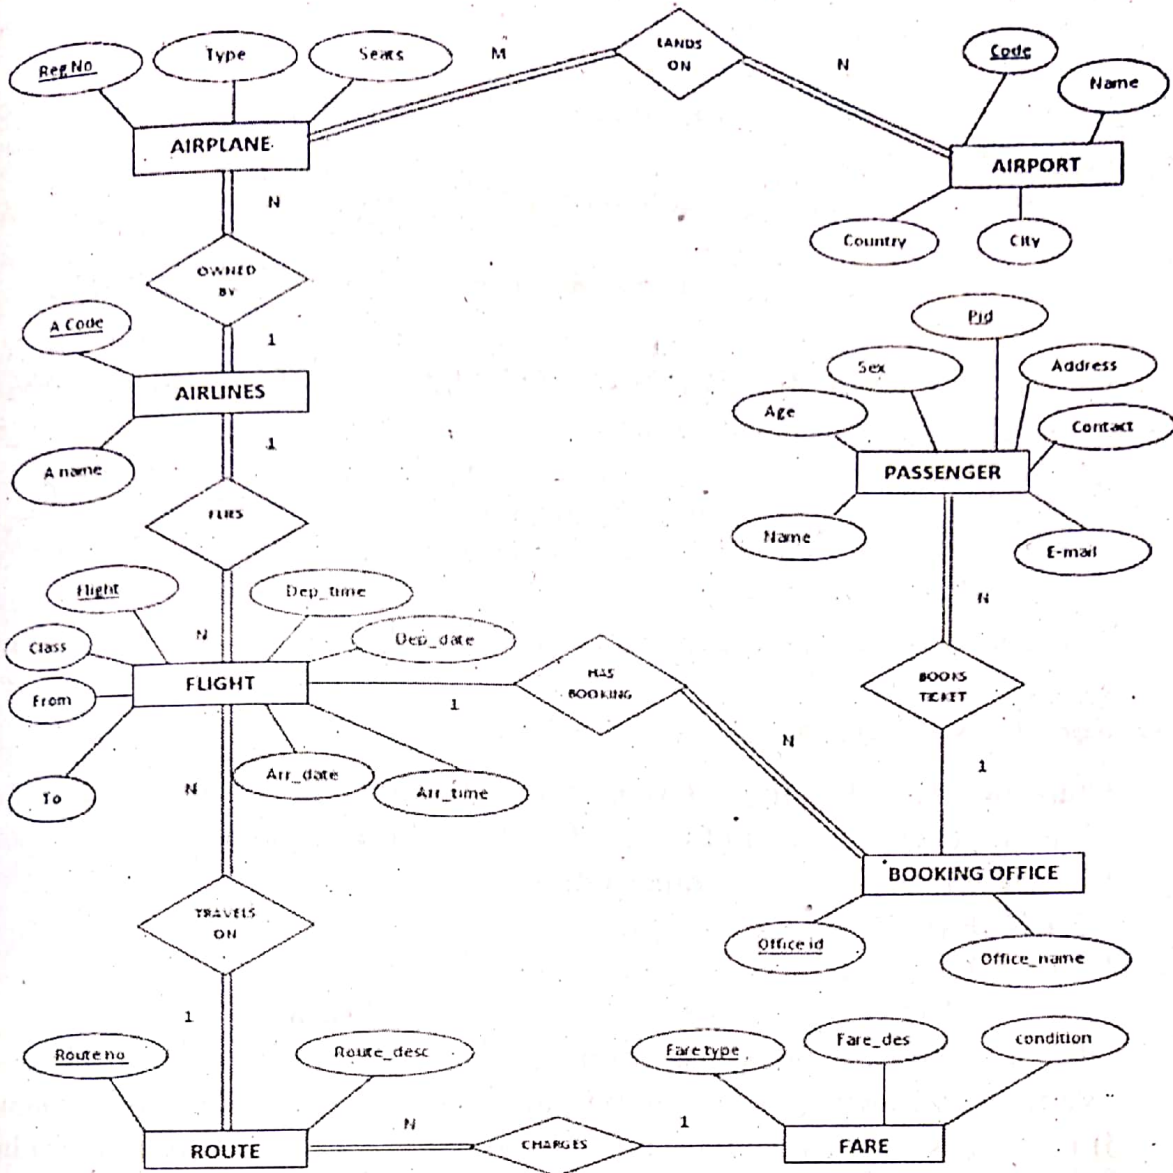 Reg No
Type
Seats
M
LANDS
ON
N
Code
Name
AIRPLANE
AIRPORT
N
Country
City
OWNED
BY
A Code
1
Pid
Sex
Address
AIRLINES
Age
Contact
1
A name
PASSENGER
FLIES
Name
E-mail
Flight
Dep_time
N
N
Class
Dep_date
FLIGHT
HAS
BOOKING
BOOKS
TICKET
From
1
N
1
To
Arr_date
Arr_time
N
BOOKING OFFICE
TRAVELS
ON
Office id
Office_name
1
Route no
Route_desc
Fare type
Fare_des
condition
N
1
ROUTE
CHARGES
FARE